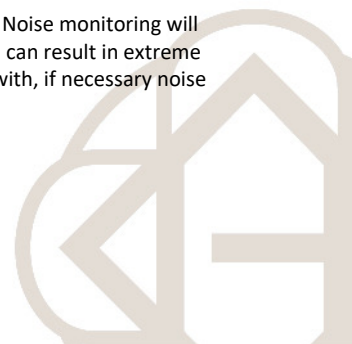 Noise monitoring will
can result in extreme
with, if necessary noise